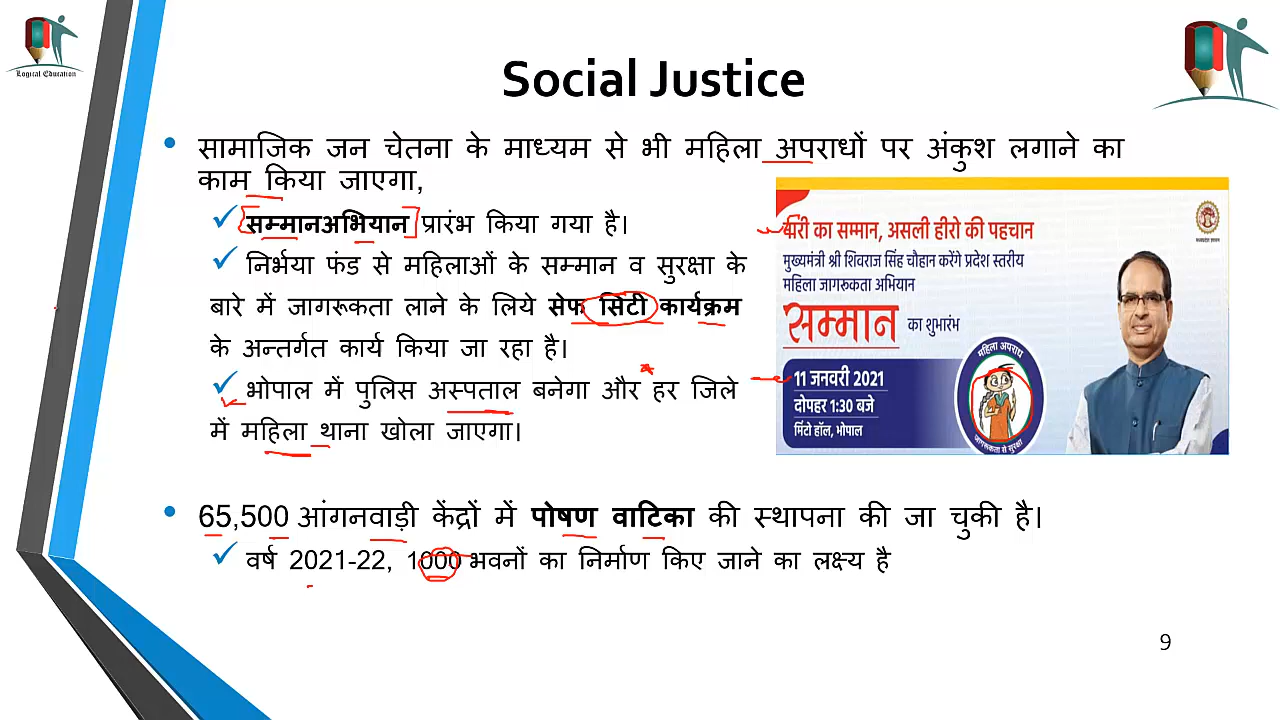 Logical Education
Social Justice
सामाजिक जन चेतना के माध्यम से भी महिला अपराधों पर अंकुश लगाने का
काम किया जाएगा,
सम्मानअभियान प्रारंभ किया गया है।
निर्भया फंड से महिलाओं के सम्मान व सुरक्षा के
बारे में जागरूकता लाने के लिये सेफ सिटी कार्यक्रम
के अन्तर्गत कार्य किया जा रहा है।
भोपाल में पुलिस अस्पताल बनेगा और हर जिले
में महिला थाना खोला जाएगा।
का सम्मान, असली हीरो की पहचान
मुख्यमंत्री श्री शिवराज सिंह चौहान करेंगे प्रदेश स्तरीय
महिला जागरूकता अभियान
सम्मान का शुभारंभ
11 जनवरी 2021
दोपहर 1:30 बजे
मिंटो हॉल, भोपाल
महिला अपराध
जागरूकता से सुरक्षा
65,500 आंगनवाड़ी केंद्रों में पोषण वाटिका की स्थापना की जा चुकी है।
वर्ष 2021-22, 1000 भवनों का निर्माण किए जाने का लक्ष्य है
9